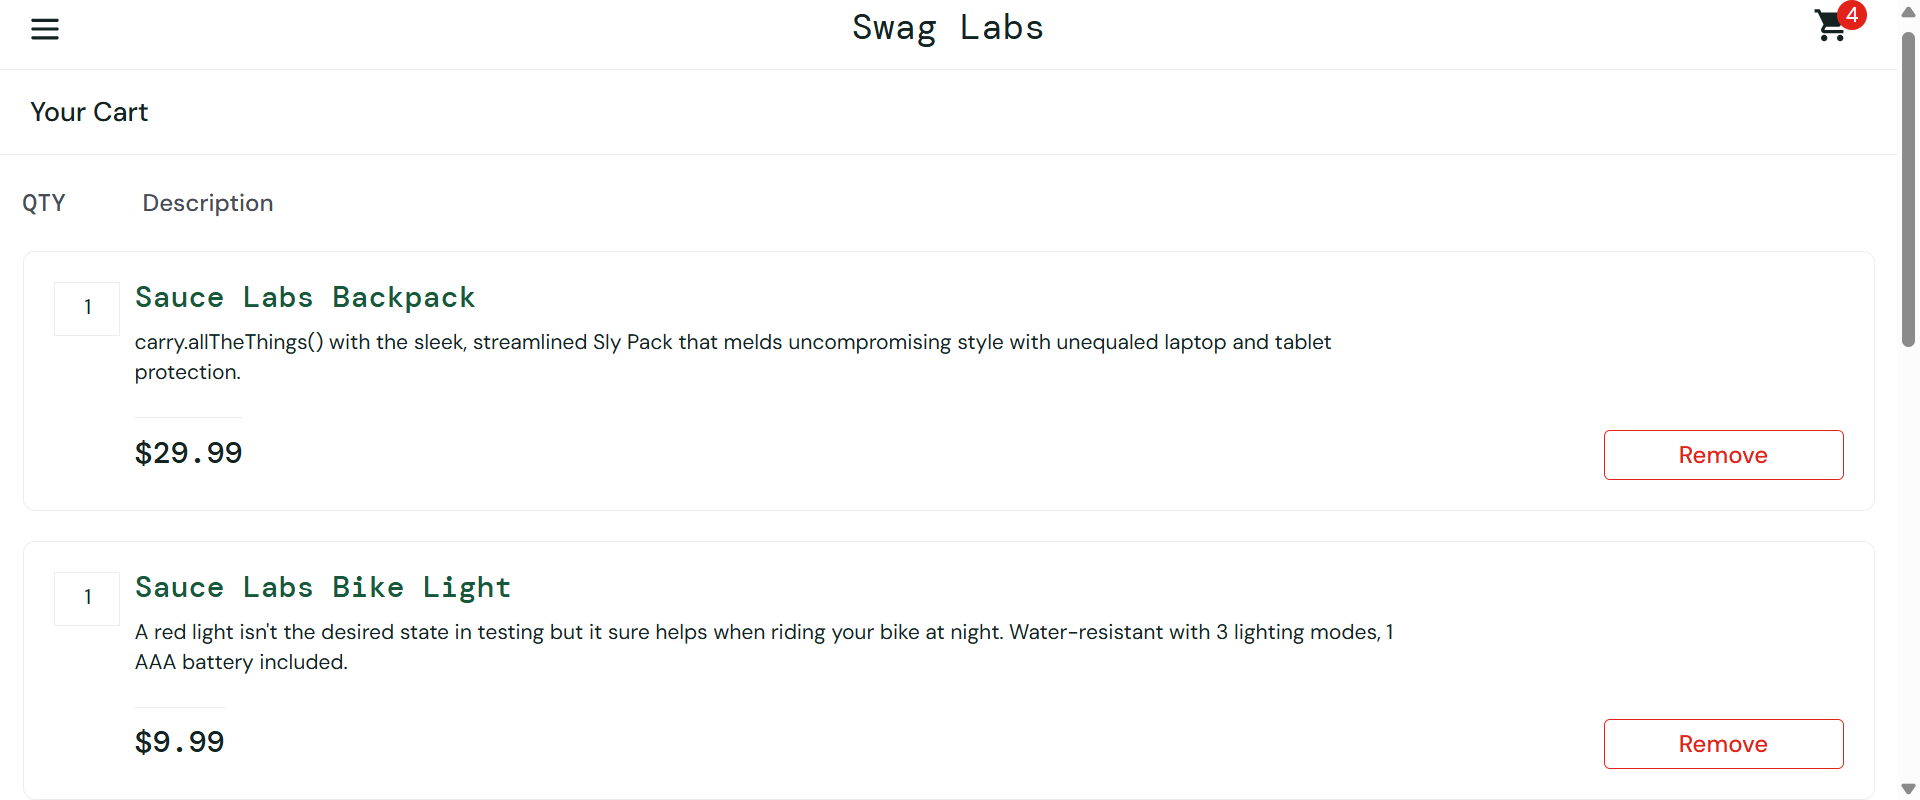 Swag Labs
4
Your Cart
QTY Description
1
Sauce Labs Backpack
carry.allTheThings() with the sleek, streamlined Sly Pack that melds uncompromising style with unequaled laptop and tablet
protection.
$29.99
Remove
1
Sauce Labs Bike Light
A red light isn't the desired state in testing but it sure helps when riding your bike at night. Water-resistant with 3 lighting modes, 1
AAA battery included.
$9.99
Remove